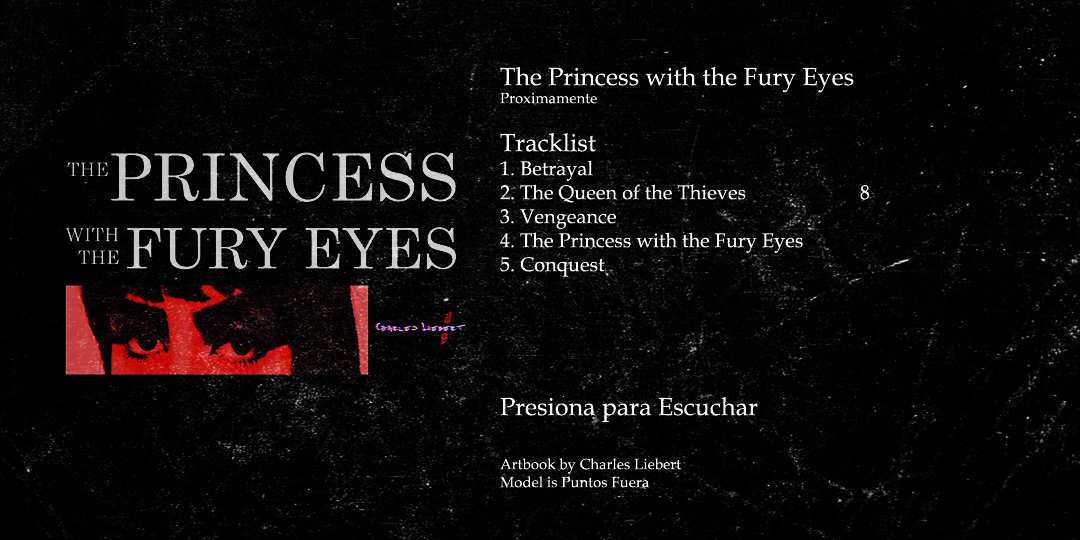 THE PRINCESS
WITH THE FURY EYES
CHARLES LIEBERT
The Princess with the Fury Eyes
Proximamente
Tracklist
1. Betrayal
2. The Queen of the Thieves 8
3. Vengeance
4. The Princess with the Fury Eyes
5. Conquest
Presiona para Escuchar
Artbook by Charles Liebert
Model is Puntos Fuera